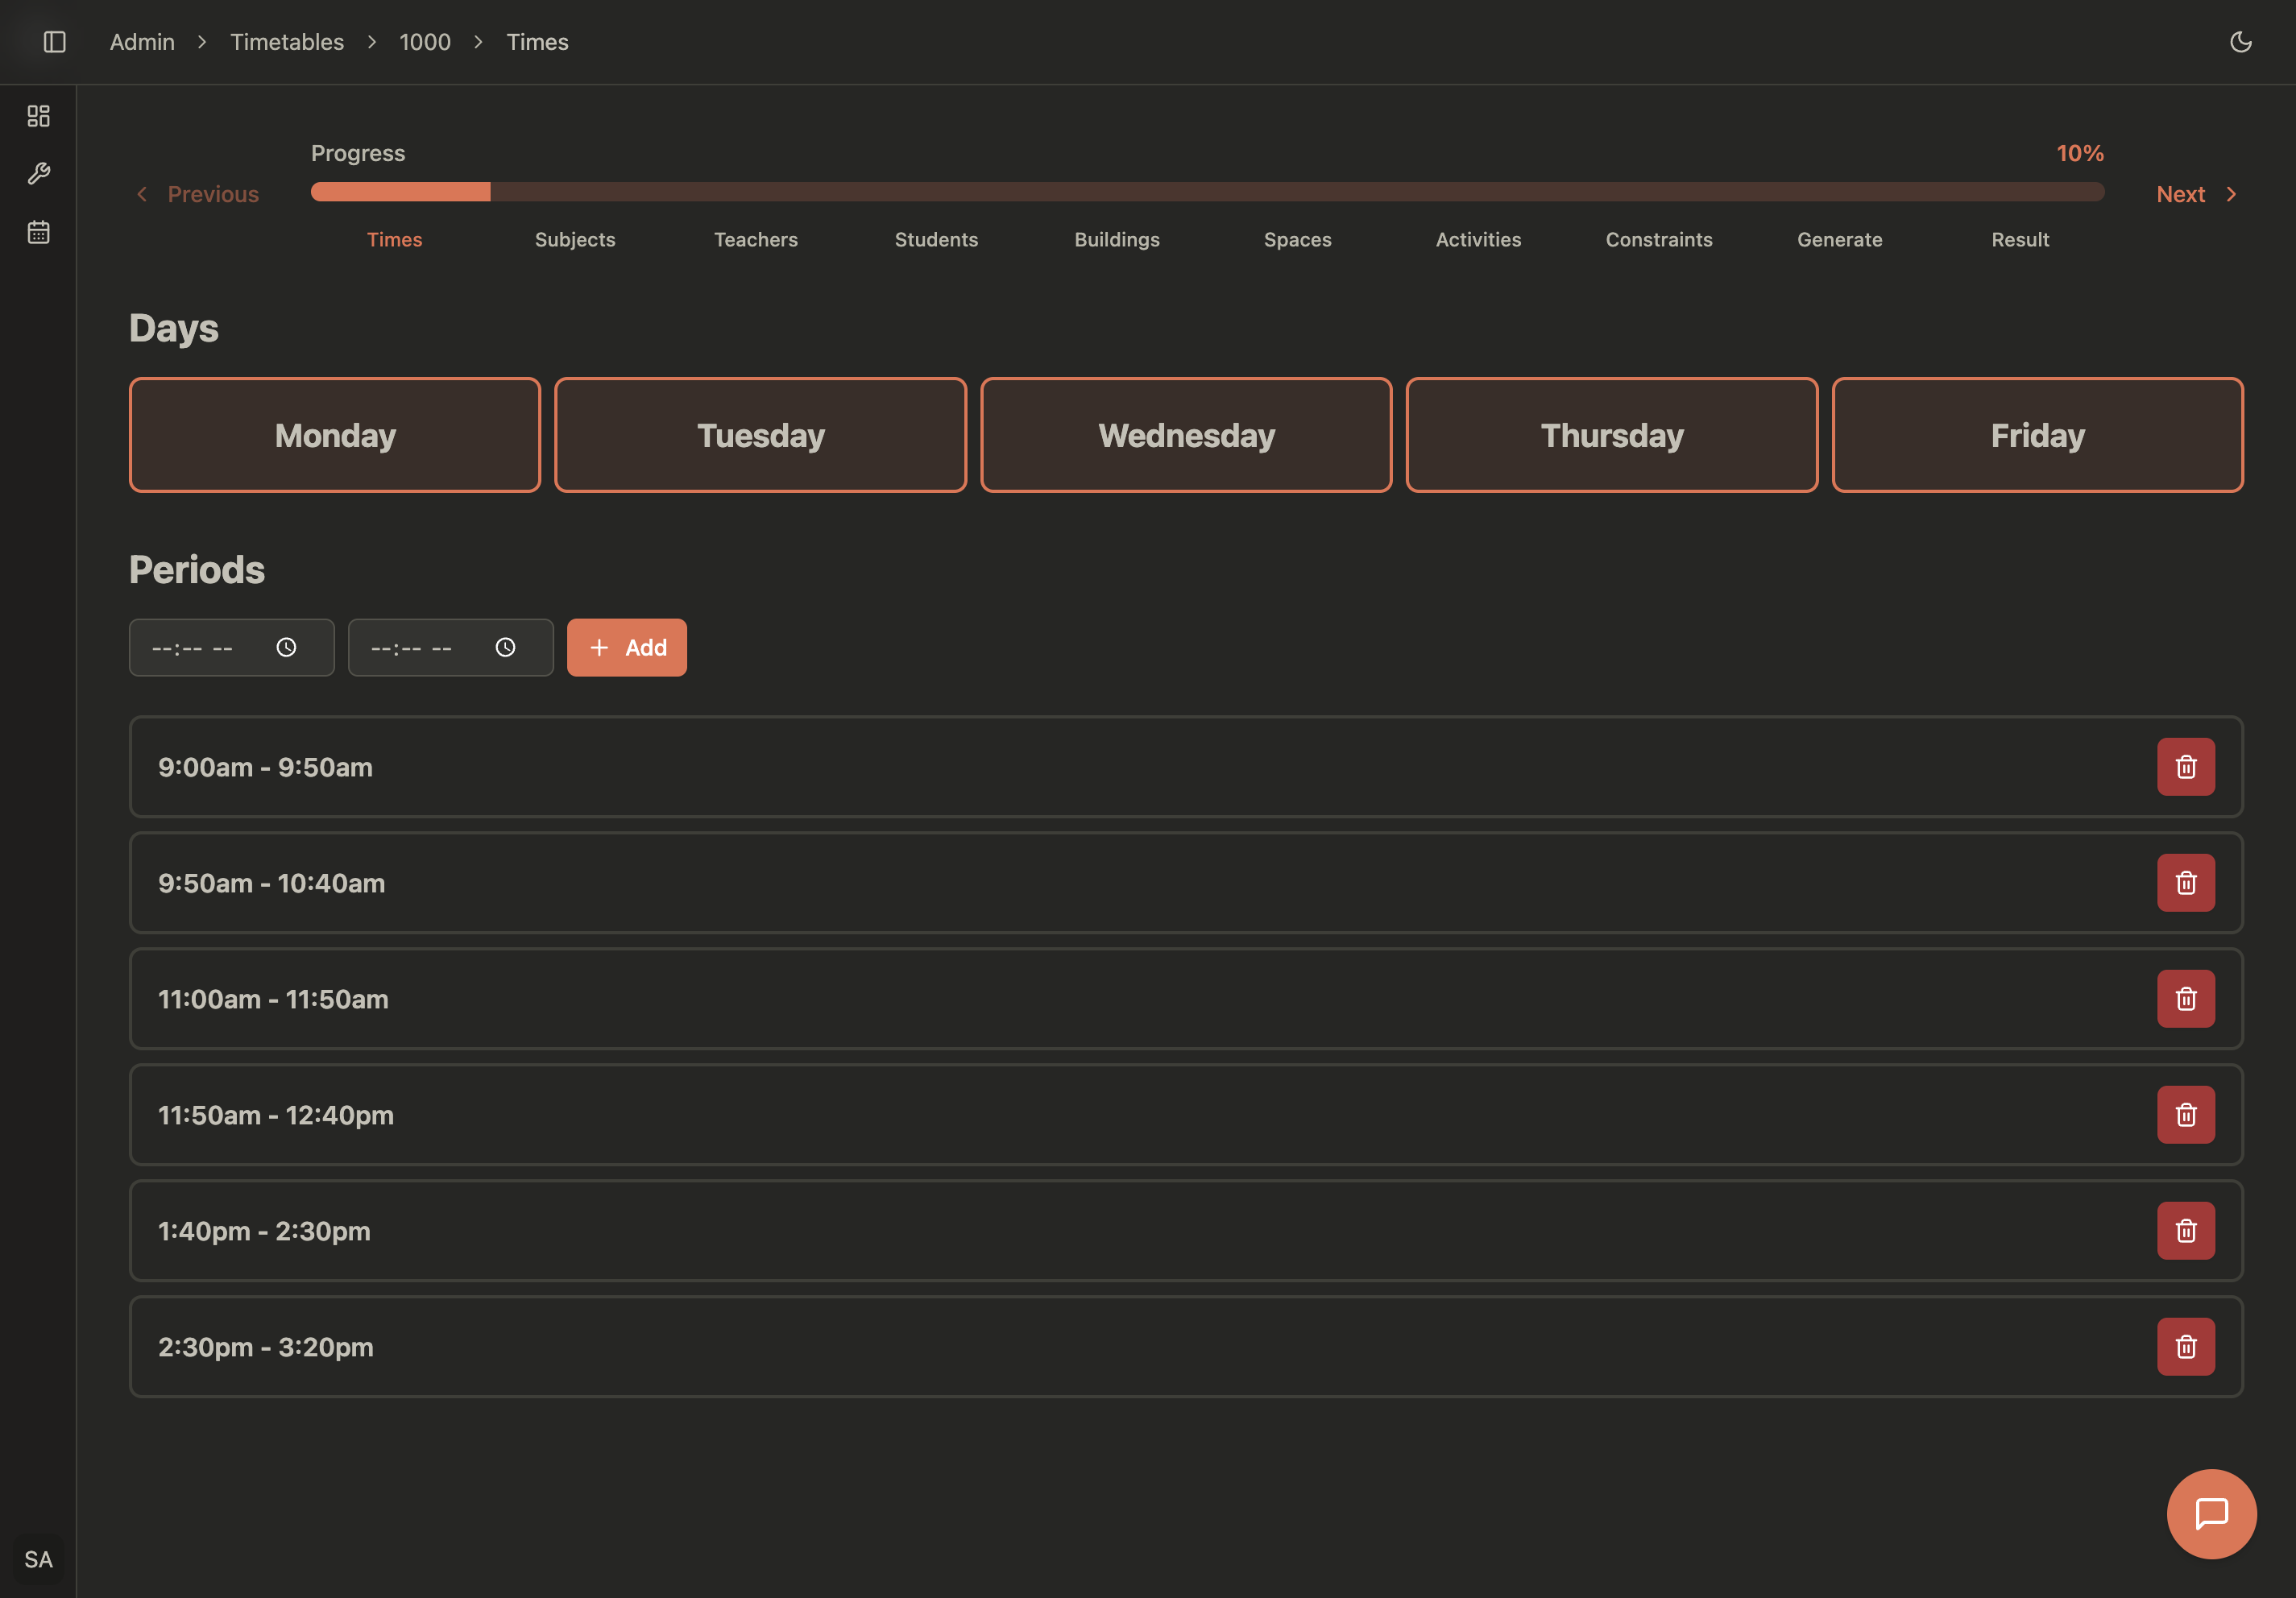 Admin > Timetables > 1000 > Times
Progress
10%
Previous
Next
Times Subjects Teachers Students Buildings Spaces Activities Constraints Generate Result
Days
Monday Tuesday Wednesday Thursday Friday
Periods
--:-- -- --:-- -- + Add
9:00am - 9:50am
9:50am - 10:40am
11:00am - 11:50am
11:50am - 12:40pm
1:40pm - 2:30pm
2:30pm - 3:20pm
SA